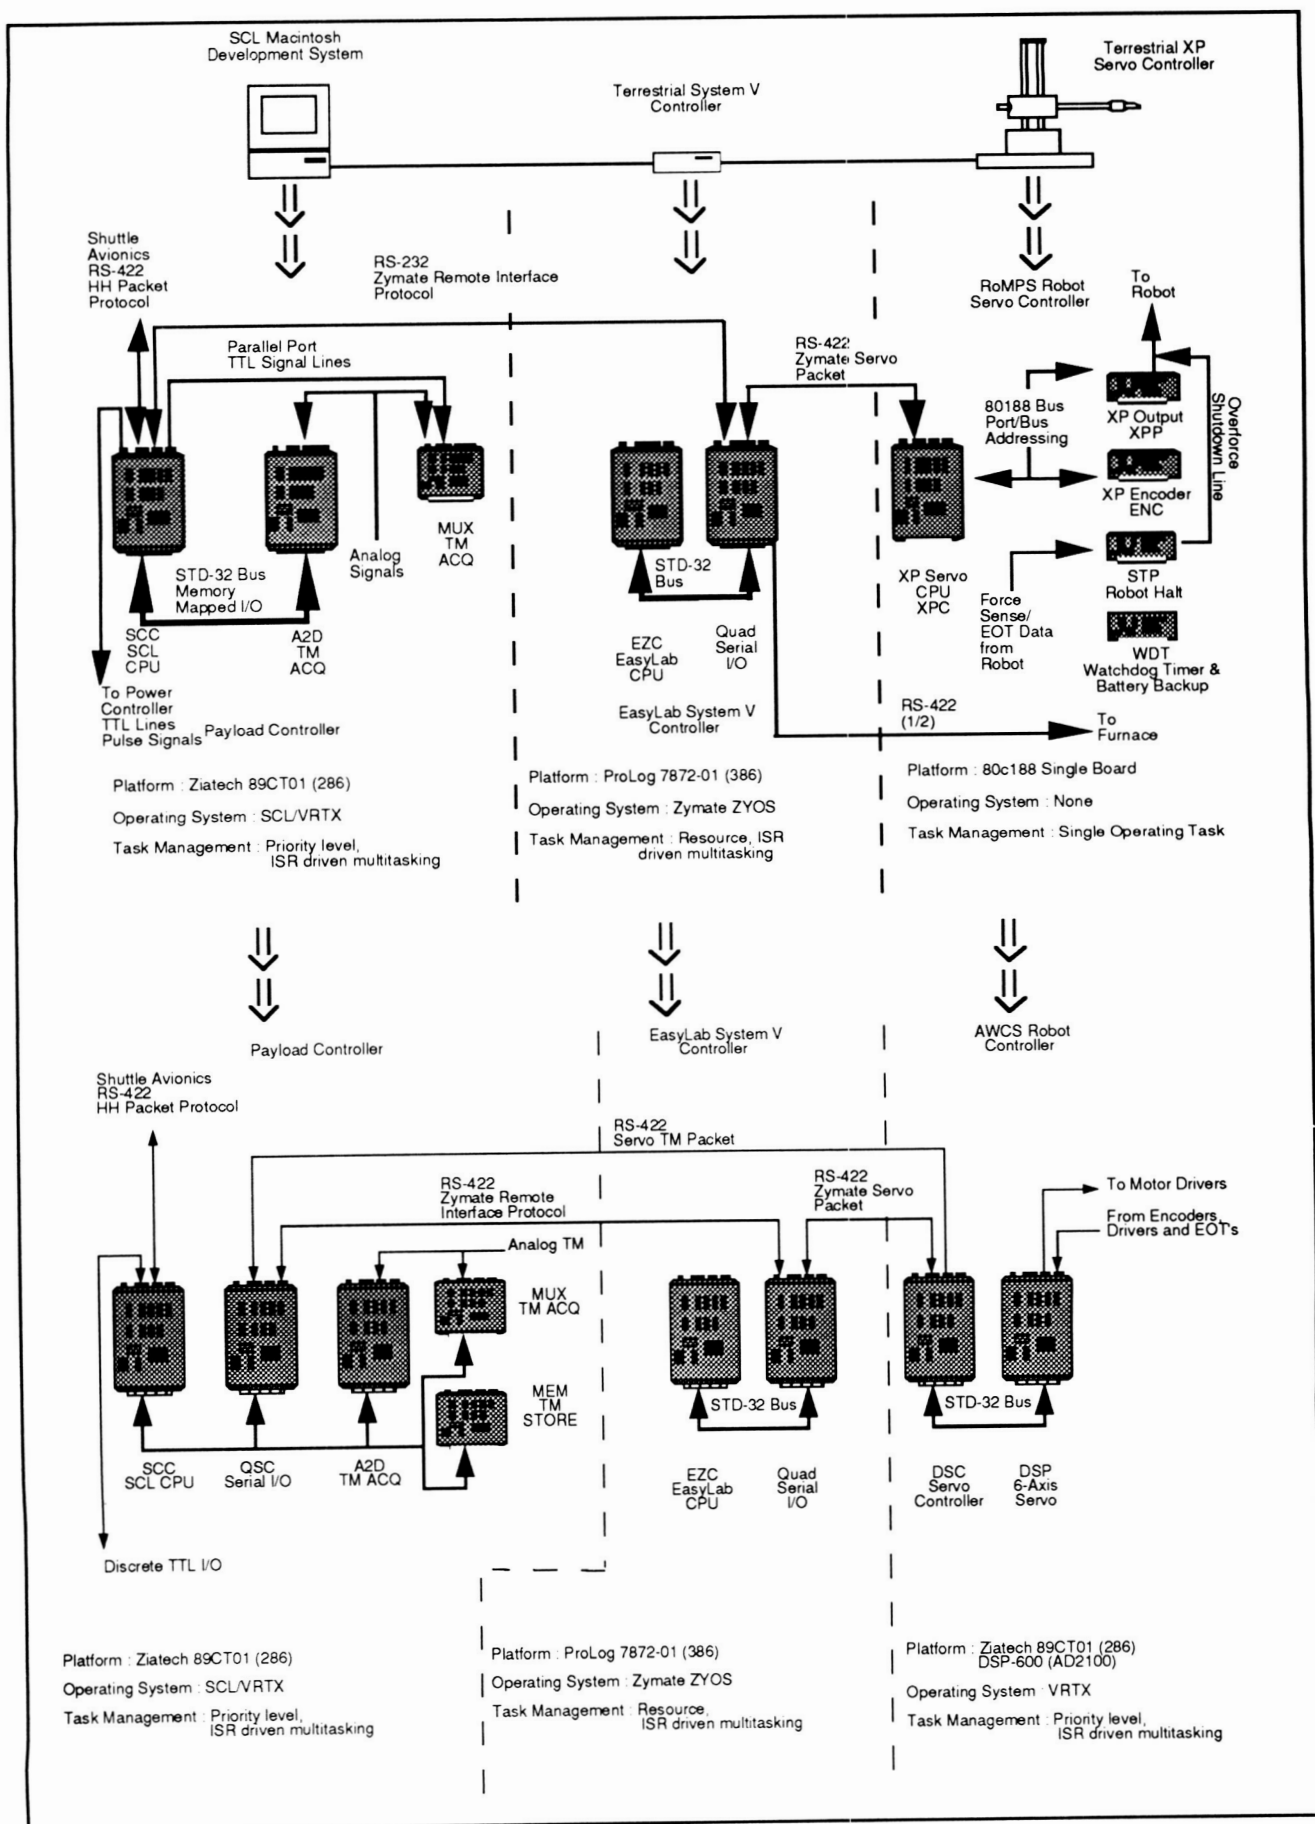 SCL Macintosh
Development System
Terrestrial System V
Controller
Terrestrial XP
Servo Controller
Shuttle
Avionics
RS-422
HH Packet
Protocol
RS-232
Zymate Remote Interface
Protocol
RoMPS Robot
Servo Controller
To
Robot
Parallel Port
TTL Signal Lines
RS-422
Zymate Servo
Packet
80188 Bus
Port/Bus
Addressing
XP Output
XPP
Overforce
Shutdown Line
XP Encoder
ENC
MUX
TM
ACQ
Analog
Signals
STD-32 Bus
Memory
Mapped I/O
SCC
SCL
CPU
A2D
TM
ACQ
STD-32
Bus
EZC
EasyLab
CPU
Quad
Serial
I/O
XP Servo
CPU
XPC
STP
Robot Halt
Force
Sense/
EOT Data
from
Robot
WDT
Watchdog Timer &
Battery Backup
To Power
Controller
TTL Lines
Pulse Signals
Payload Controller
EasyLab System V
Controller
RS-422
(1/2)
To
Furnace
Platform : Ziatech 89CT01 (286)
Operating System : SCL/VRTX
Task Management : Priority level,
ISR driven multitasking
Platform : ProLog 7872-01 (386)
Operating System : Zymate ZYOS
Task Management : Resource, ISR
driven multitasking
Platform : 80c188 Single Board
Operating System : None
Task Management : Single Operating Task
Payload Controller
EasyLab System V
Controller
AWCS Robot
Controller
Shuttle Avionics
RS-422
HH Packet Protocol
RS-422
Servo TM Packet
RS-422
Zymate Remote
Interface Protocol
RS-422
Zymate Servo
Packet
To Motor Drivers
From Encoders,
Drivers and EOT's
Analog TM
MUX
TM ACQ
MEM
TM
STORE
STD-32 Bus
STD-32 Bus
SCC
SCL CPU
QSC
Serial I/O
A2D
TM ACQ
EZC
EasyLab
CPU
Quad
Serial
I/O
DSC
Servo
Controller
DSP
6-Axis
Servo
Discrete TTL I/O
Platform : Ziatech 89CT01 (286)
Operating System : SCL/VRTX
Task Management : Priority level,
ISR driven multitasking
Platform : ProLog 7872-01 (386)
Operating System : Zymate ZYOS
Task Management : Resource,
ISR driven multitasking
Platform : Ziatech 89CT01 (286)
DSP-600 (AD2100)
Operating System : VRTX
Task Management : Priority level,
ISR driven multitasking